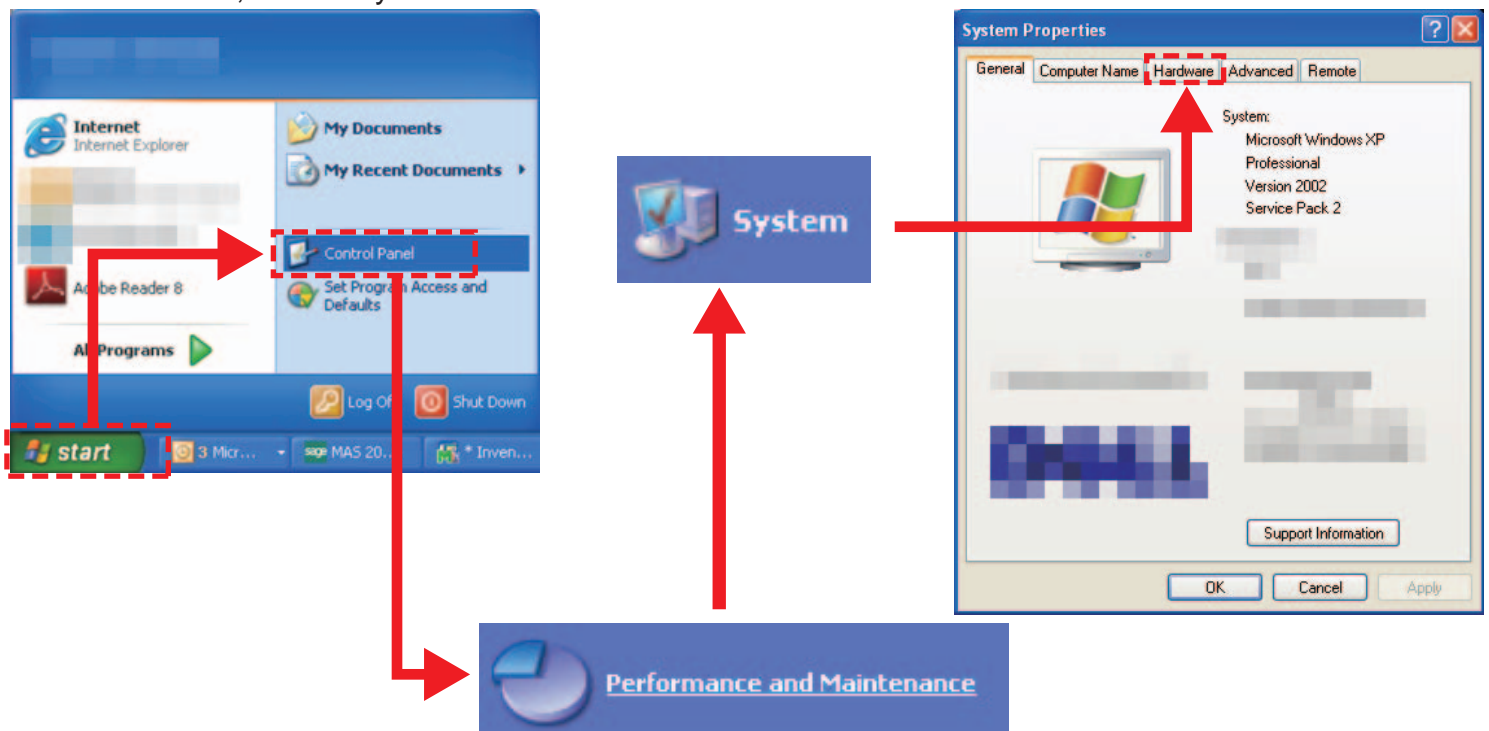 Internet
Internet Explorer
Adobe Reader 8
All Programs
My Documents
My Recent Documents
Control Panel
Set Program Access and
Defaults
Log Off
Shut Down
start
3 Micr...
sage MAS 20...
* Inven...
System
Performance and Maintenance
System Properties
General
Computer Name
Hardware
Advanced
Remote
System:
Microsoft Windows XP
Professional
Version 2002
Service Pack 2
Support Information
OK
Cancel
Apply